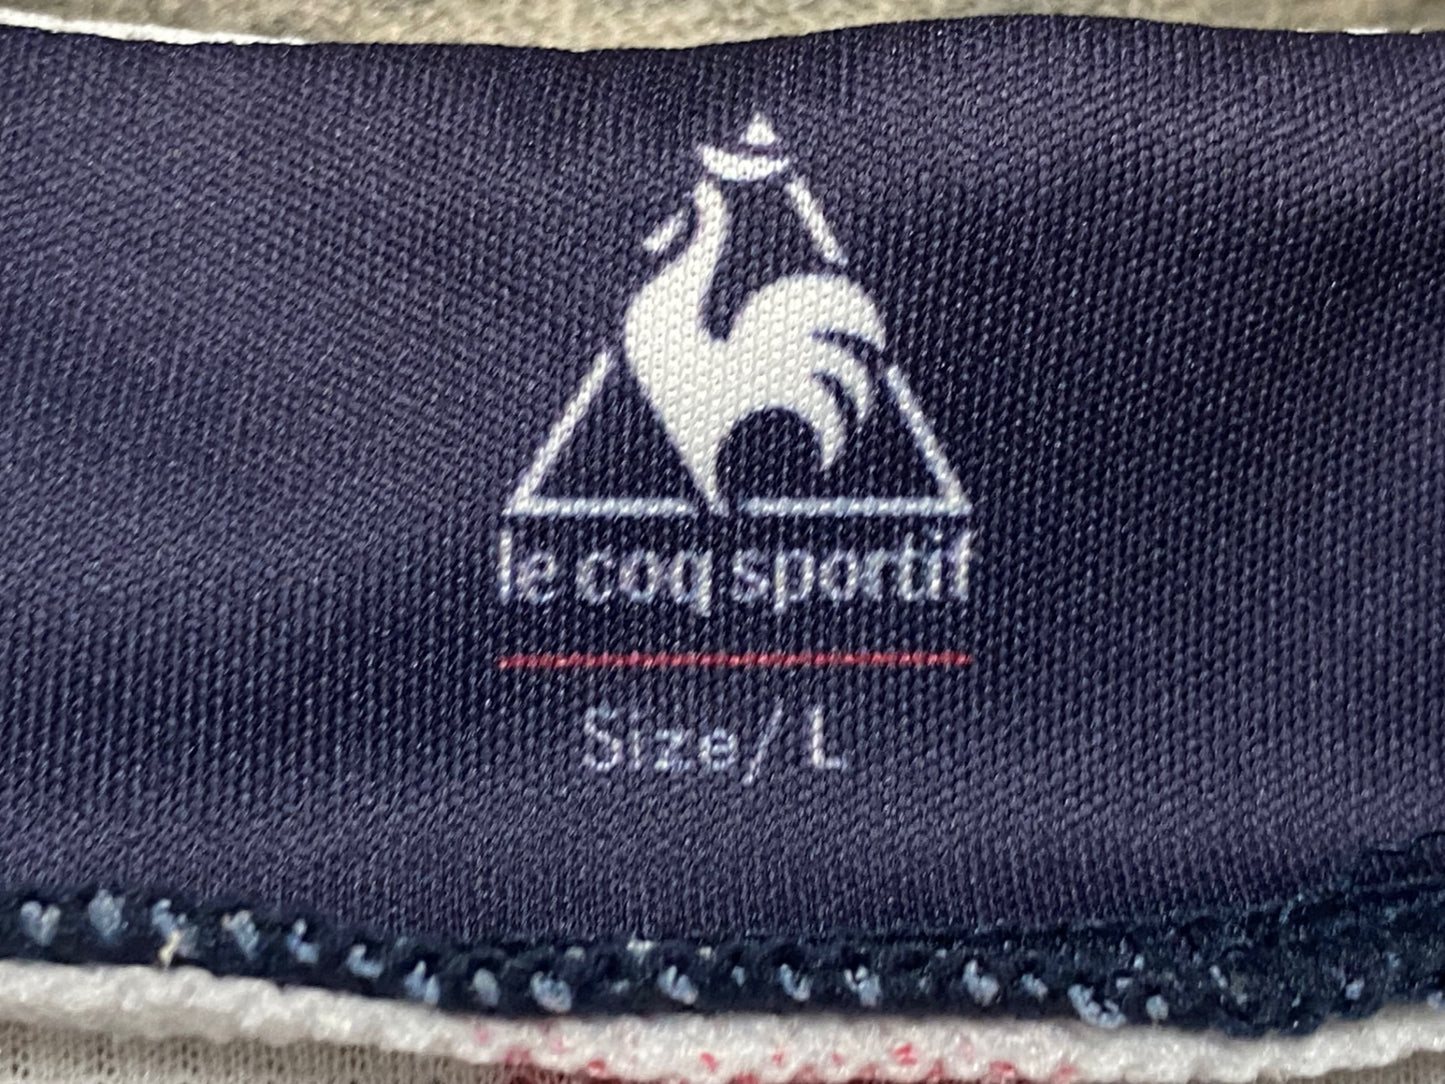 le coq sportif
Size/L